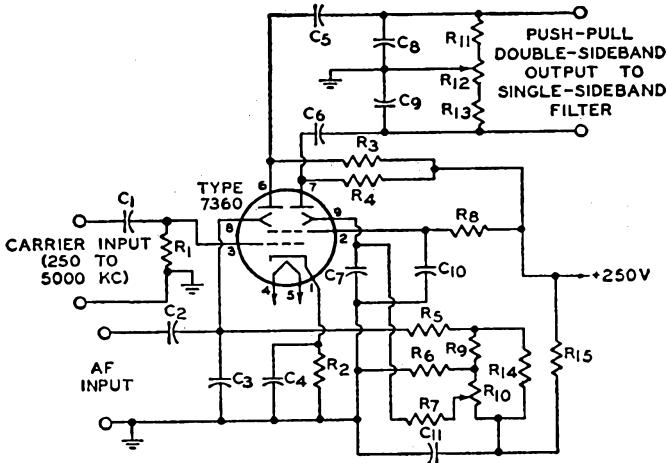 C5
C8
R11
R12
R13
C9
C6
PUSH-PULL
DOUBLE-SIDEBAND
OUTPUT TO
SINGLE-SIDEBAND
FILTER
R3
R4
TYPE
7360
6
7
8
9
2
3
4
5
1
C1
R1
CARRIER INPUT
(250 TO
5000 KC)
C7
C10
R8
+250V
C2
AF
INPUT
C3
C4
R2
R5
R6
R9
R7
R10
R14
R15
C11